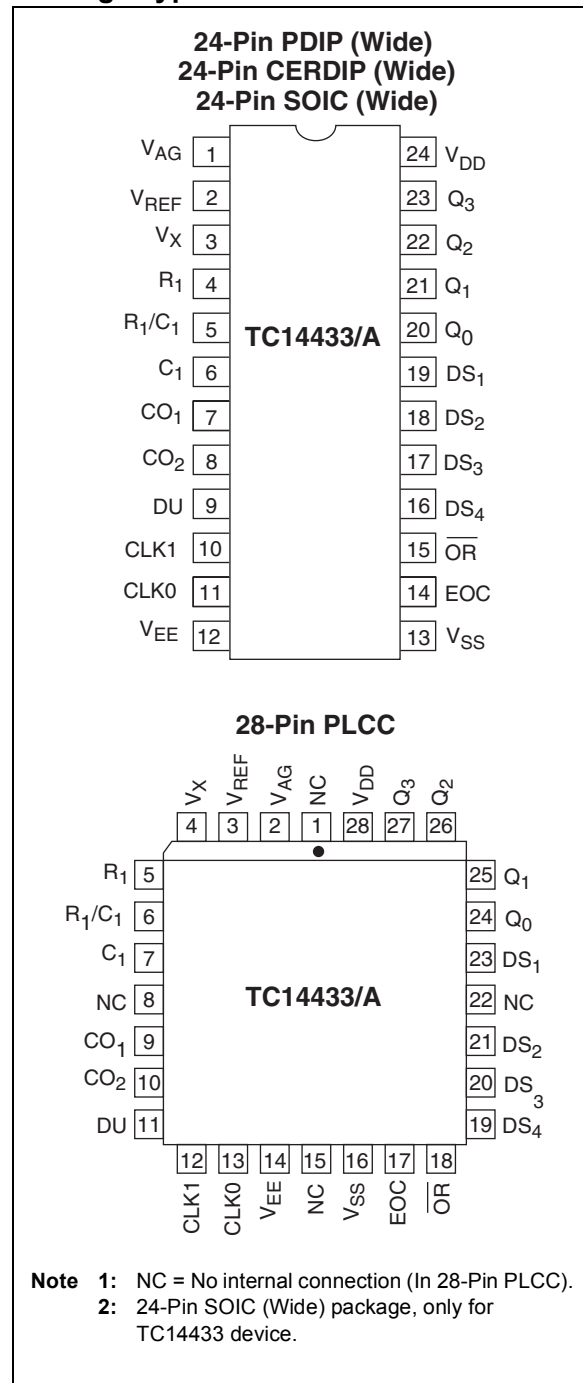 24-Pin PDIP (Wide)
24-Pin CERDIP (Wide)
24-Pin SOIC (Wide)
VAG 1 24 VDD
VREF 2 23 Q3
VX 3 22 Q2
R1 4 21 Q1
R1/C1 5 TC14433/A 20 Q0
C1 6 19 DS1
CO1 7 18 DS2
CO2 8 17 DS3
DU 9 16 DS4
CLK1 10 15 OR
CLK0 11 14 EOC
VEE 12 13 VSS
28-Pin PLCC
VX VREF VAG NC VDD Q3 Q2
4 3 2 1 28 27 26
R1 5 25 Q1
R1/C1 6 24 Q0
C1 7 23 DS1
NC 8 TC14433/A 22 NC
CO1 9 21 DS2
CO2 10 20 DS3
DU 11 19 DS4
12 13 14 15 16 17 18
CLK1 CLK0 VEE NC VSS EOC OR
Note 1: NC = No internal connection (In 28-Pin PLCC).
2: 24-Pin SOIC (Wide) package, only for
TC14433 device.